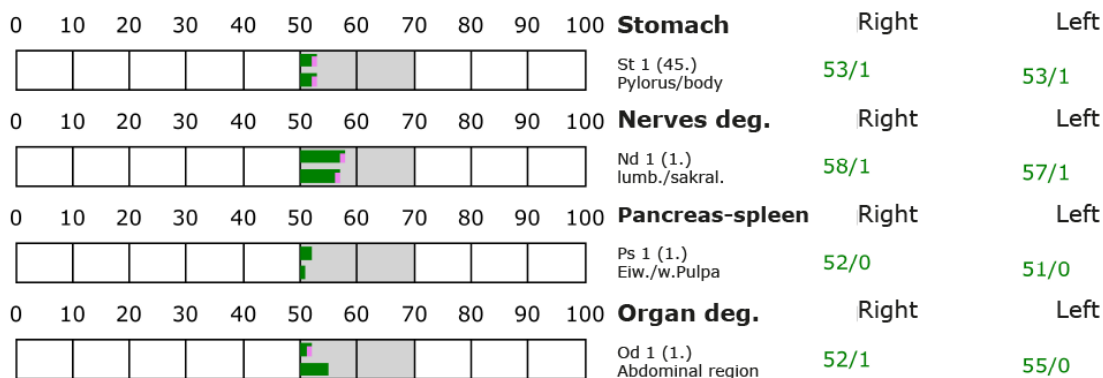 0 10 20 30 40 50 60 70 80 90 100 Stomach Right Left
St 1 (45.)
Pylorus/body 53/1 53/1
0 10 20 30 40 50 60 70 80 90 100 Nerves deg. Right Left
Nd 1 (1.)
lumb./sakral. 58/1 57/1
0 10 20 30 40 50 60 70 80 90 100 Pancreas-spleen Right Left
Ps 1 (1.)
Eiw./w.Pulpa 52/0 51/0
0 10 20 30 40 50 60 70 80 90 100 Organ deg. Right Left
Od 1 (1.)
Abdominal region 52/1 55/0